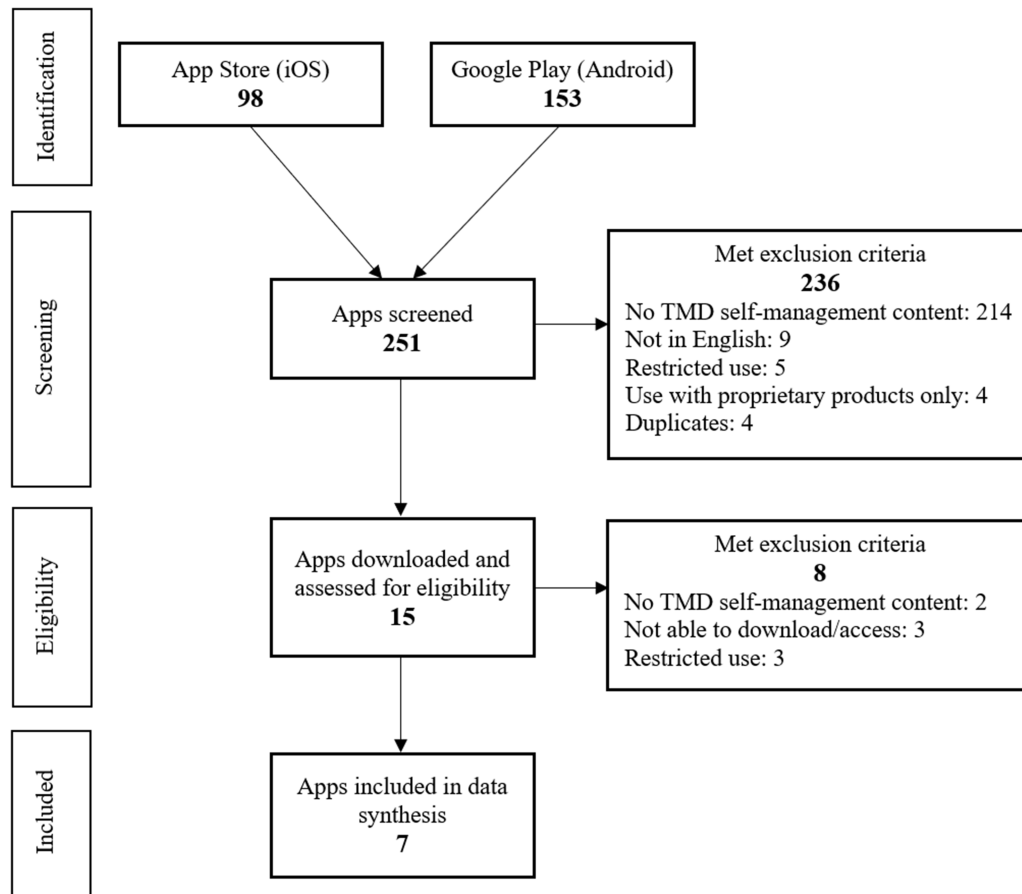 Identification
App Store (iOS)
98
Google Play (Android)
153
Screening
Apps screened
251
Met exclusion criteria
236
No TMD self-management content: 214
Not in English: 9
Restricted use: 5
Use with proprietary products only: 4
Duplicates: 4
Eligibility
Apps downloaded and
assessed for eligibility
15
Met exclusion criteria
8
No TMD self-management content: 2
Not able to download/access: 3
Restricted use: 3
Included
Apps included in data
synthesis
7